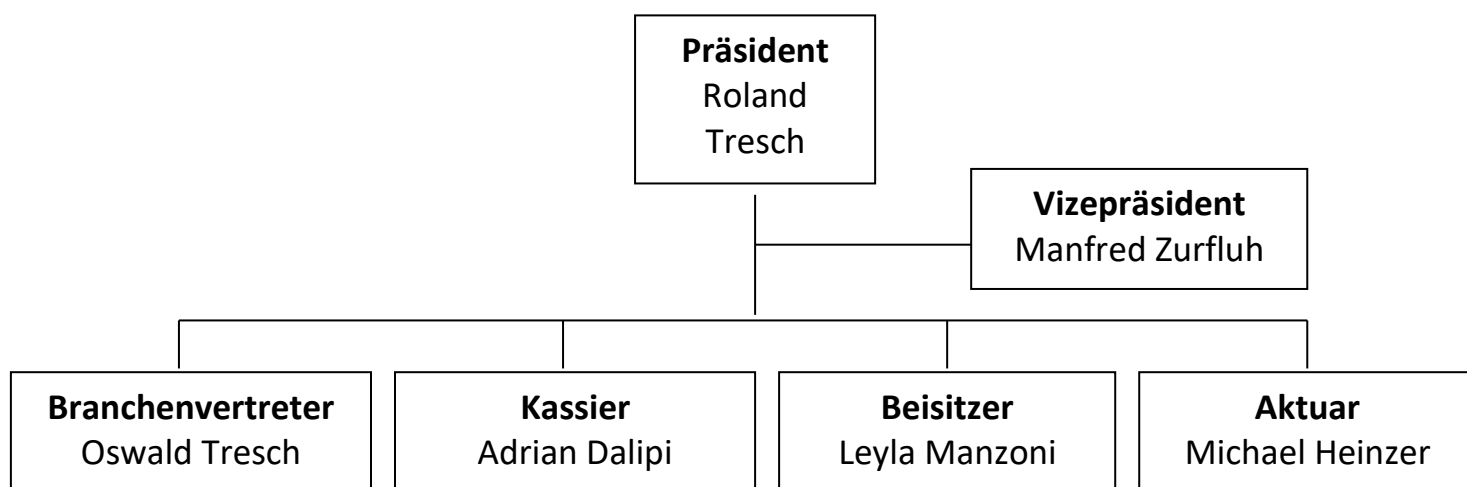 Präsident
Roland
Tresch
Vizepräsident
Manfred Zurfluh
Branchenvertreter
Oswald Tresch
Kassier
Adrian Dalipi
Beisitzer
Leyla Manzoni
Aktuar
Michael Heinzer